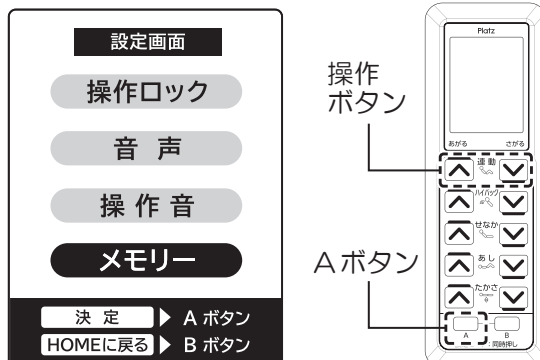 設定画面
操作ロック
音 声
操 作 音
メモリー
決 定 ▶ A ボタン
HOMEに戻る ▶ B ボタン
操作
ボタン
Aボタン
Platz
あがる さがる
連動
ハイバック
せなか
あし
たかさ
A B
:同時押し